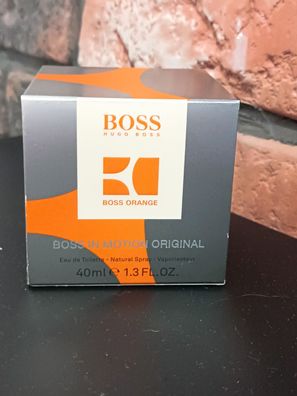 BOSS
HUGO BOSS
BOSS ORANGE
BOSS IN MOTION ORIGINAL
Eau de Toilette - Natural Spray - Vaporisateur
40ml ℮ 1.3 FL.OZ.